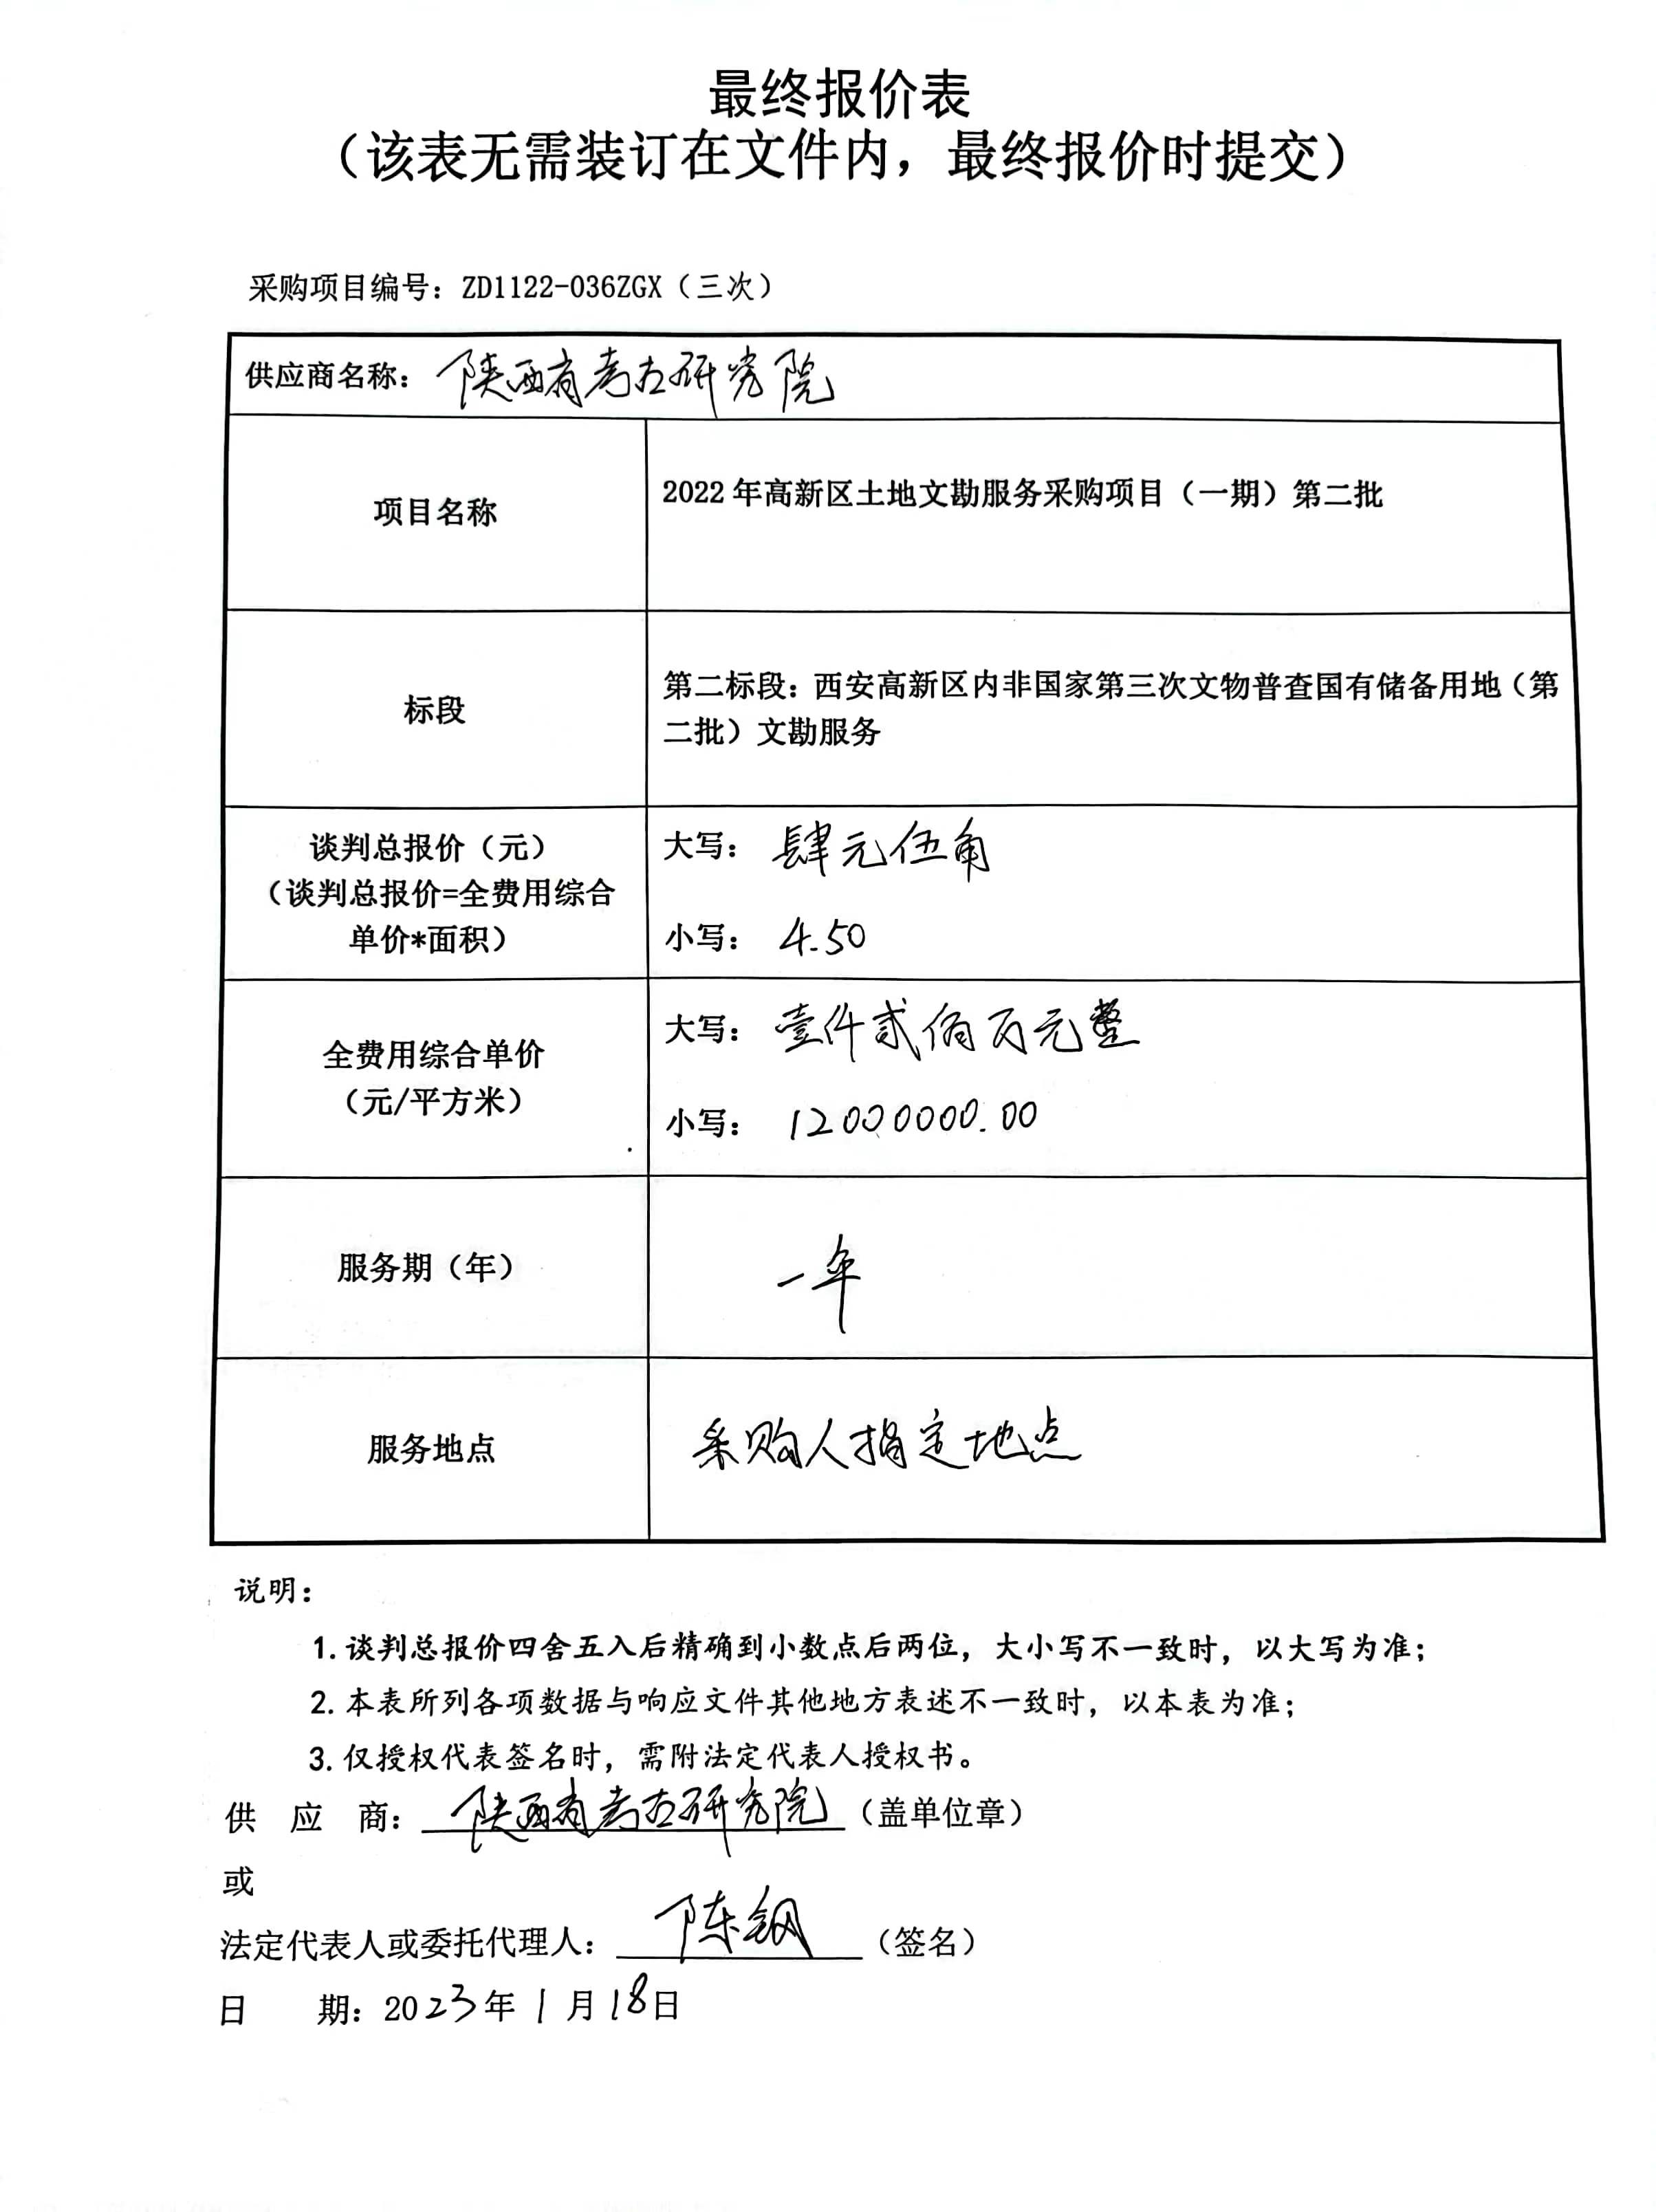 最终报价表
（该表无需装订在文件内，最终报价时提交）
采购项目编号：ZD1122-036ZGX（三次）
供应商名称：陕西省考古研究院
项目名称
2022年高新区土地文勘服务采购项目（一期）第二批
标段
第二标段：西安高新区内非国家第三次文物普查国有储备用地（第
二批）文勘服务
谈判总报价（元）
（谈判总报价=全费用综合
单价*面积）
大写：肆元伍角
小写：4.50
全费用综合单价
（元/平方米）
大写：壹仟贰佰万元整
小写：12000000.00
服务期（年）
一年
服务地点
采购人指定地点
说明：
1.谈判总报价四舍五入后精确到小数点后两位，大小写不一致时，以大写为准；
2.本表所列各项数据与响应文件其他地方表述不一致时，以本表为准；
3.仅授权代表签名时，需附法定代表人授权书。
供 应 商：陕西省考古研究院（盖单位章）
或
法定代表人或委托代理人：陈钢（签名）
日 期：2023年1月18日